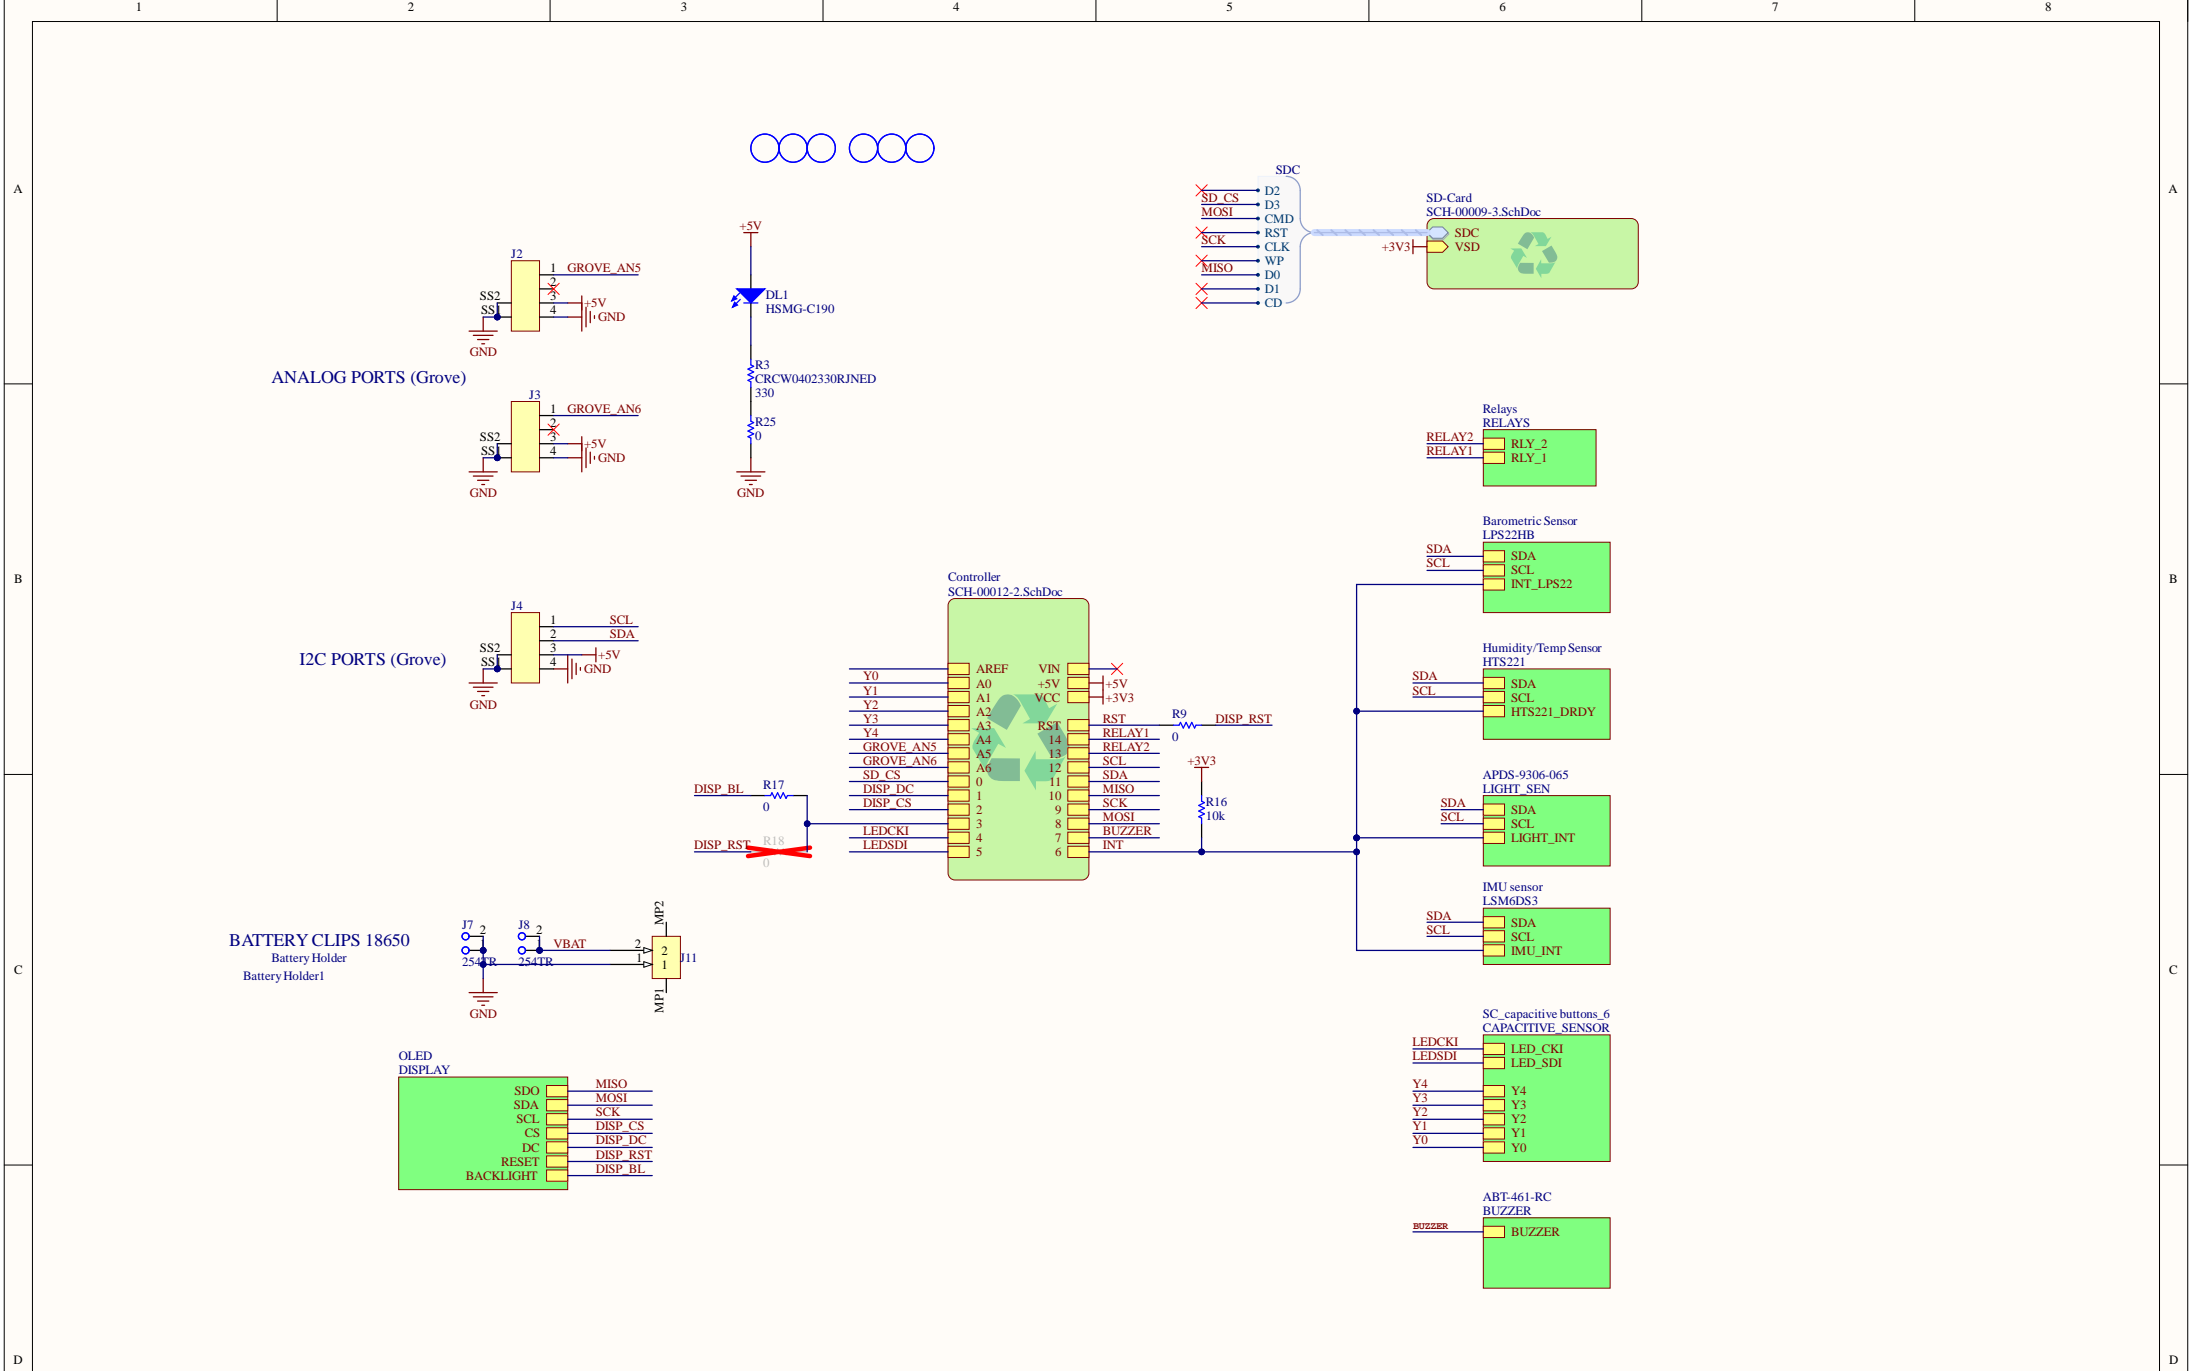 1 2 3 4 5 6 7 8
A A
B B
C C
D D
SDC
D2
SD_CS D3
MOSI CMD
RST
SCK CLK
WP
MISO D0
D1
CD
SD-Card
SCH-00009-3.SchDoc
SDC
+3V3 VSD
+5V
DL1
HSMG-C190
R3
CRCW0402330RJNED
330
R25
0
GND
J2
1 GROVE_AN5
2
SS2 3 +5V
SS1 4 GND
GND
ANALOG PORTS (Grove)
J3
1 GROVE_AN6
2
SS2 3 +5V
SS1 4 GND
GND
J4
1 SCL
2 SDA
SS2 3 +5V
SS1 4 GND
GND
I2C PORTS (Grove)
Relays
RELAYS
RELAY2 RLY_2
RELAY1 RLY_1
Barometric Sensor
LPS22HB
SDA SDA
SCL SCL
INT_LPS22
Humidity/Temp Sensor
HTS221
SDA SDA
SCL SCL
HTS221_DRDY
APDS-9306-065
LIGHT_SEN
SDA SDA
SCL SCL
LIGHT_INT
IMU sensor
LSM6DS3
SDA SDA
SCL SCL
IMU_INT
Controller
SCH-00012-2.SchDoc
AREF VIN
Y0 A0 +5V +5V
Y1 A1 VCC +3V3
Y2 A2
Y3 A3 RST RST R9 0 DISP_RST
Y4 A4 14 RELAY1
GROVE_AN5 A5 13 RELAY2
GROVE_AN6 A6 12 SCL
SD_CS 0 11 SDA
DISP_DC 1 10 MISO
DISP_CS 2 9 SCK
3 8 MOSI
LEDCKI 4 7 BUZZER
LEDSDI 5 6 INT
+3V3
R16
10k
DISP_BL R17
0
DISP_RST R18
0
BATTERY CLIPS 18650
Battery Holder
Battery Holder1
J7 2
254TR
J8 2
254TR
VBAT
2 2
1 1
J11
MP2
MP1
GND
OLED
DISPLAY
SDO MISO
SDA MOSI
SCL SCK
CS DISP_CS
DC DISP_DC
RESET DISP_RST
BACKLIGHT DISP_BL
SC_capacitive buttons_6
CAPACITIVE_SENSOR
LEDCKI LED_CKI
LEDSDI LED_SDI
Y4 Y4
Y3 Y3
Y2 Y2
Y1 Y1
Y0 Y0
ABT-461-RC
BUZZER
BUZZER BUZZER